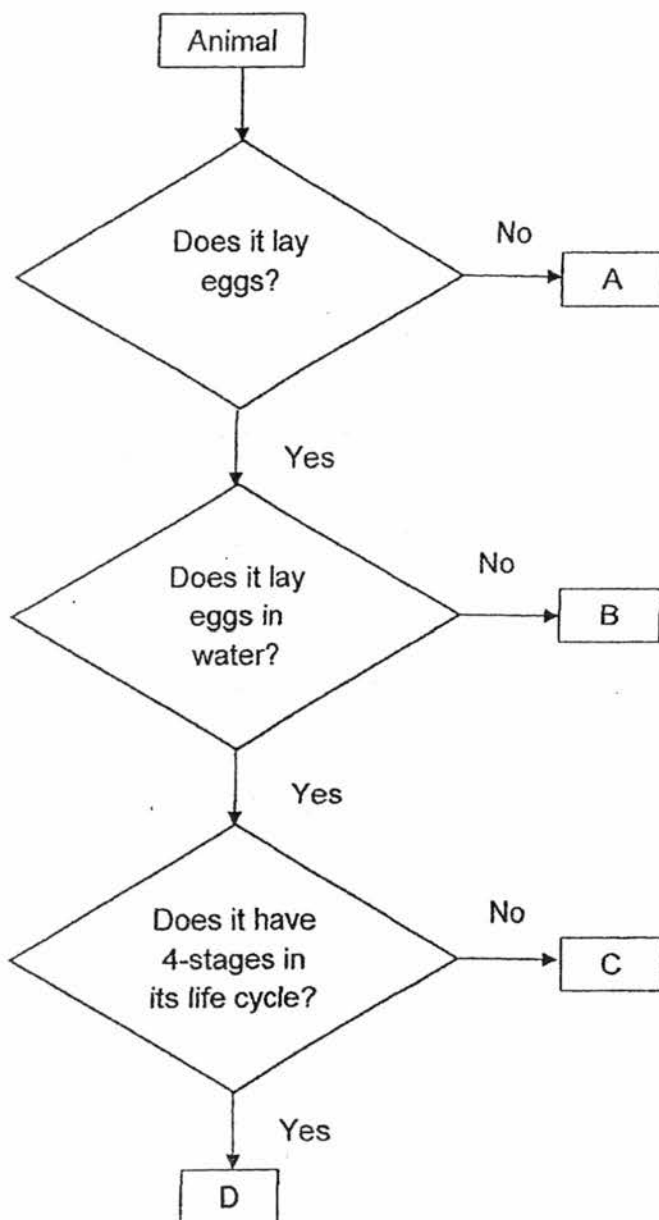 Animal
Does it lay
eggs?
No
A
Yes
Does it lay
eggs in
water?
No
B
Yes
Does it have
4-stages in
its life cycle?
No
C
Yes
D